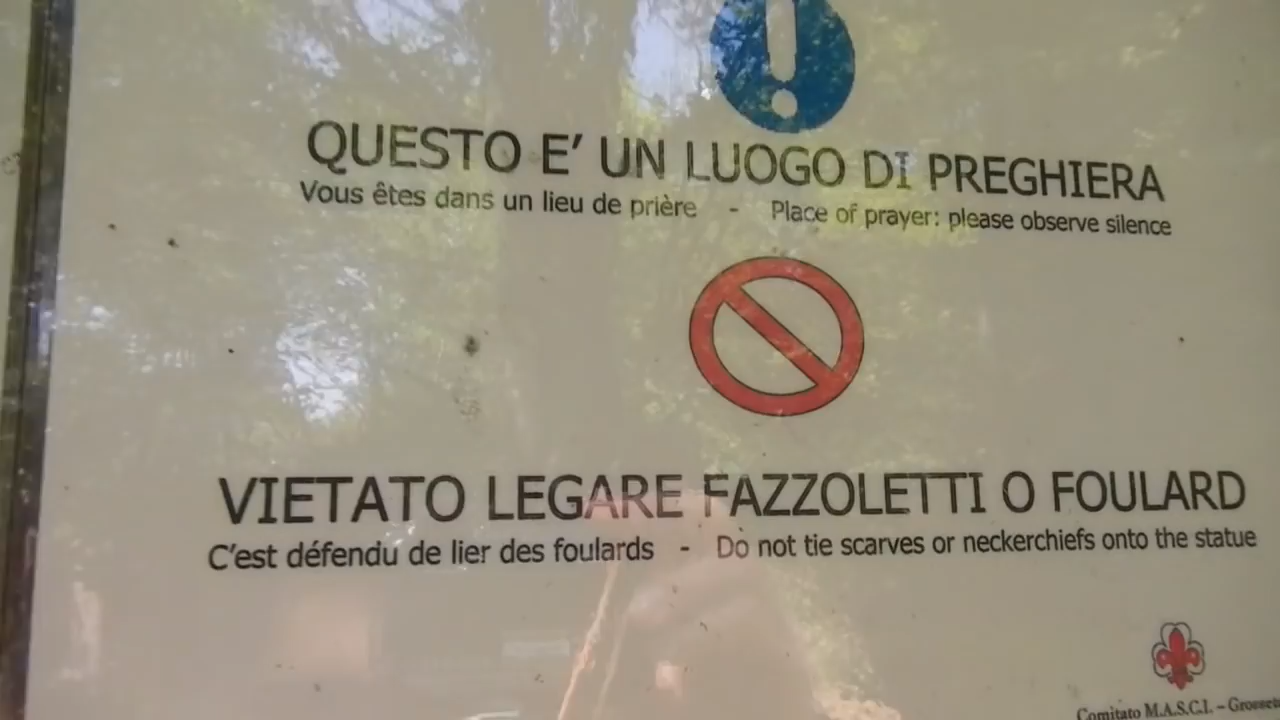 QUESTO E' UN LUOGO DI PREGHIERA
Vous êtes dans un lieu de prière - Place of prayer: please observe silence
VIETATO LEGARE FAZZOLETTI O FOULARD
C'est défendu de lier des foulards - Do not tie scarves or neckerchiefs onto the statue
Comitato M.A.S.C.I. –